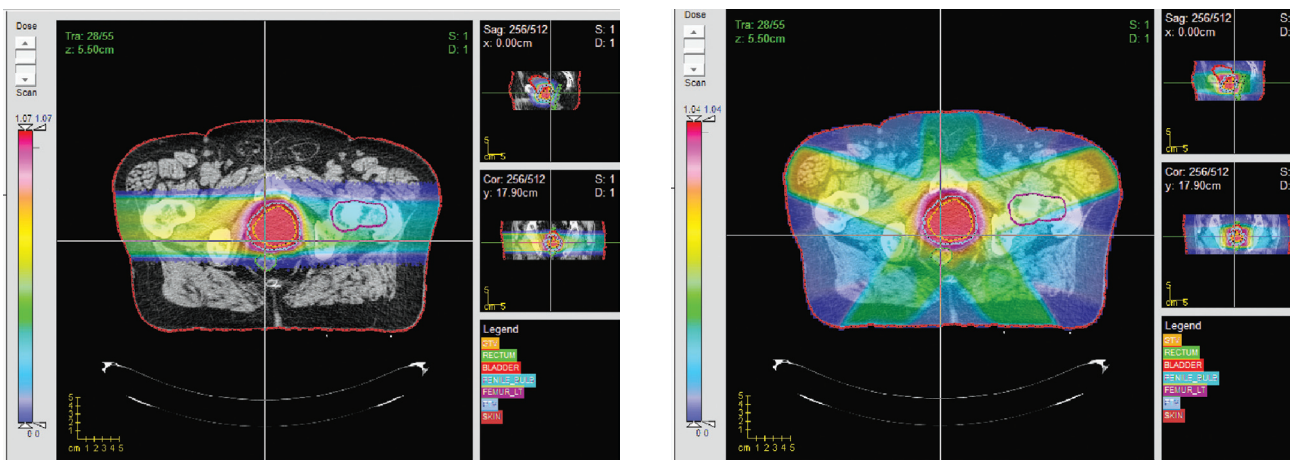 Dose
Scan
1.07 1.07
0 0
Tra: 28/55
z: 5.50cm
S: 1
D: 1
5
4
3
2
1
cm 1 2 3 4 5
Sag: 256/512
x: 0.00cm
S: 1
D: 1
5
cm 5
Cor: 256/512
y: 17.90cm
S: 1
D: 1
5
cm 5
Legend
RECTUM
BLADDER
PENILE_BULB
FEMUR_LT
SKIN
Dose
Scan
1.04 1.04
0 0
Tra: 28/55
z: 5.50cm
S: 1
D: 1
5
4
3
2
1
cm 1 2 3 4 5
Sag: 256/512
x: 0.00cm
S:
D: 1
5
cm 5
Cor: 256/512
y: 17.90cm
S:
D: 1
5
cm 5
Legend
RECTUM
BLADDER
PENILE_BULB
FEMUR_LT
SKIN